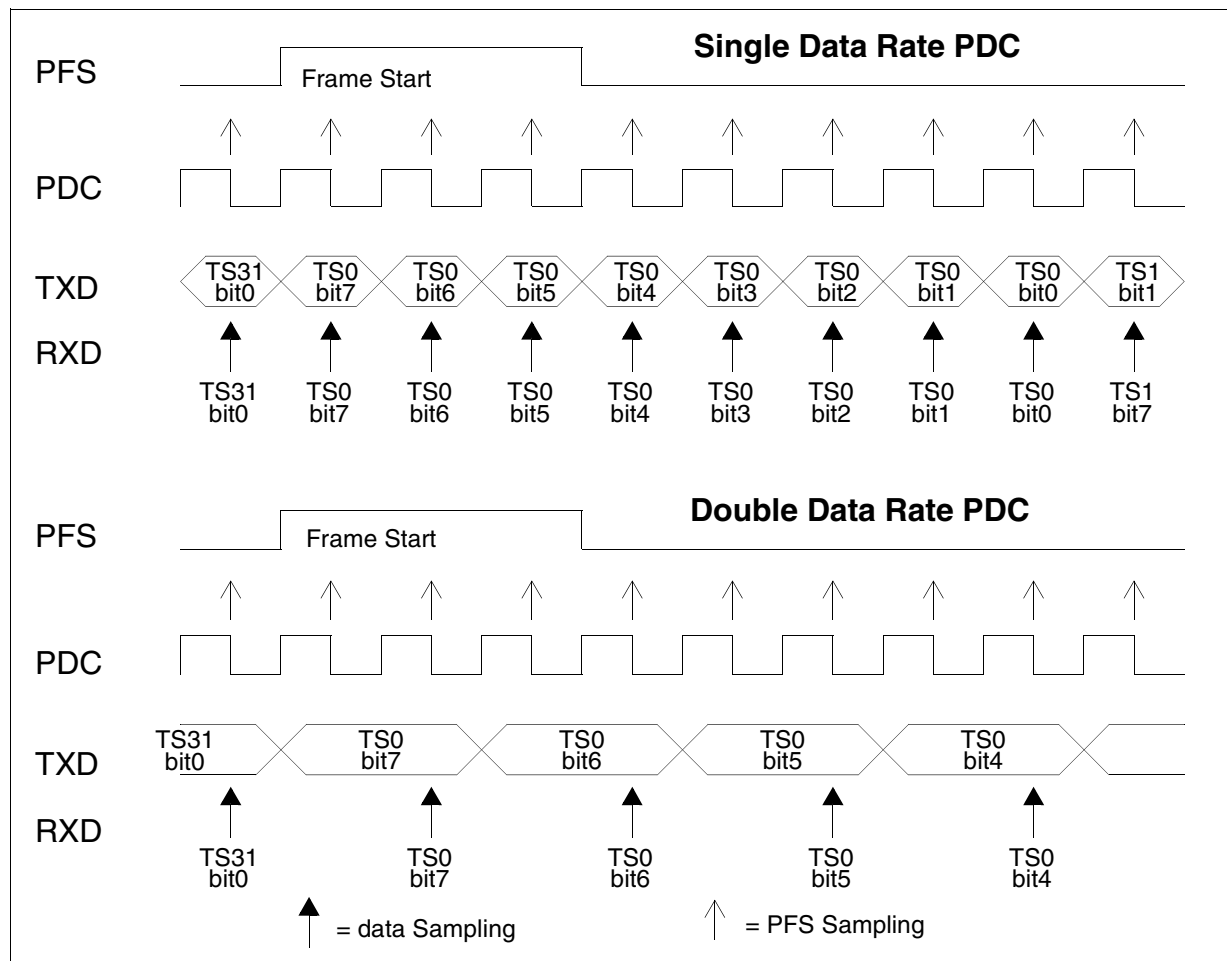 Single Data Rate PDC
PFS
Frame Start
PDC
TXD
TS31 TS0 TS0 TS0 TS0 TS0 TS0 TS0 TS0 TS1
bit0 bit7 bit6 bit5 bit4 bit3 bit2 bit1 bit0 bit1
RXD
TS31 TS0 TS0 TS0 TS0 TS0 TS0 TS0 TS0 TS1
bit0 bit7 bit6 bit5 bit4 bit3 bit2 bit1 bit0 bit7
Double Data Rate PDC
PFS
Frame Start
PDC
TXD
TS31 TS0 TS0 TS0 TS0
bit0 bit7 bit6 bit5 bit4
RXD
TS31 TS0 TS0 TS0 TS0
bit0 bit7 bit6 bit5 bit4
= data Sampling
= PFS Sampling